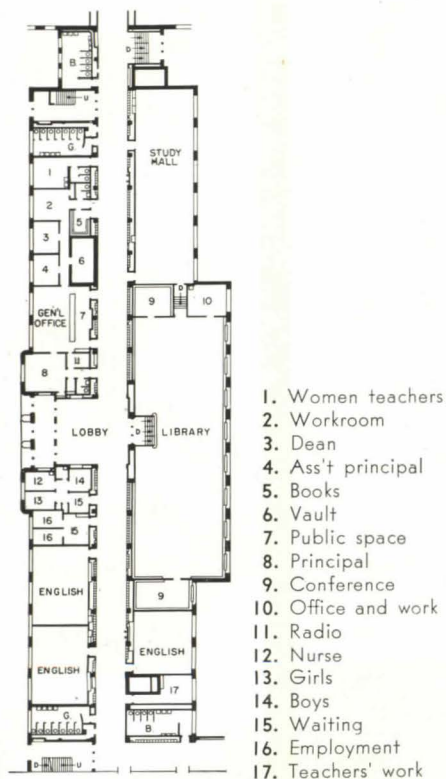 D
B.
U
G.
STUDY
HALL
1
2
5
3
6
4
GEN'L
OFFICE
7
D
9
10
8
11
LOBBY
D
LIBRARY
12
14
13
15
16
15
16
ENGLISH
9
ENGLISH
ENGLISH
17
G.
B.
D
U
1. Women teachers
2. Workroom
3. Dean
4. Ass't principal
5. Books
6. Vault
7. Public space
8. Principal
9. Conference
10. Office and work
11. Radio
12. Nurse
13. Girls
14. Boys
15. Waiting
16. Employment
17. Teachers' work